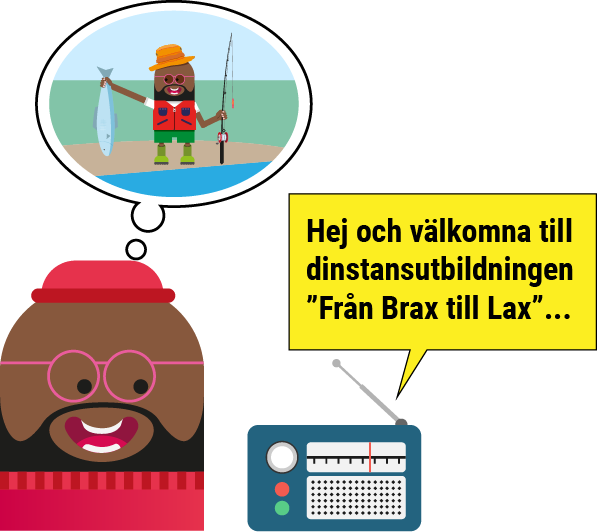 Hej och välkomna till
dinstansutbildningen
”Från Brax till Lax”...